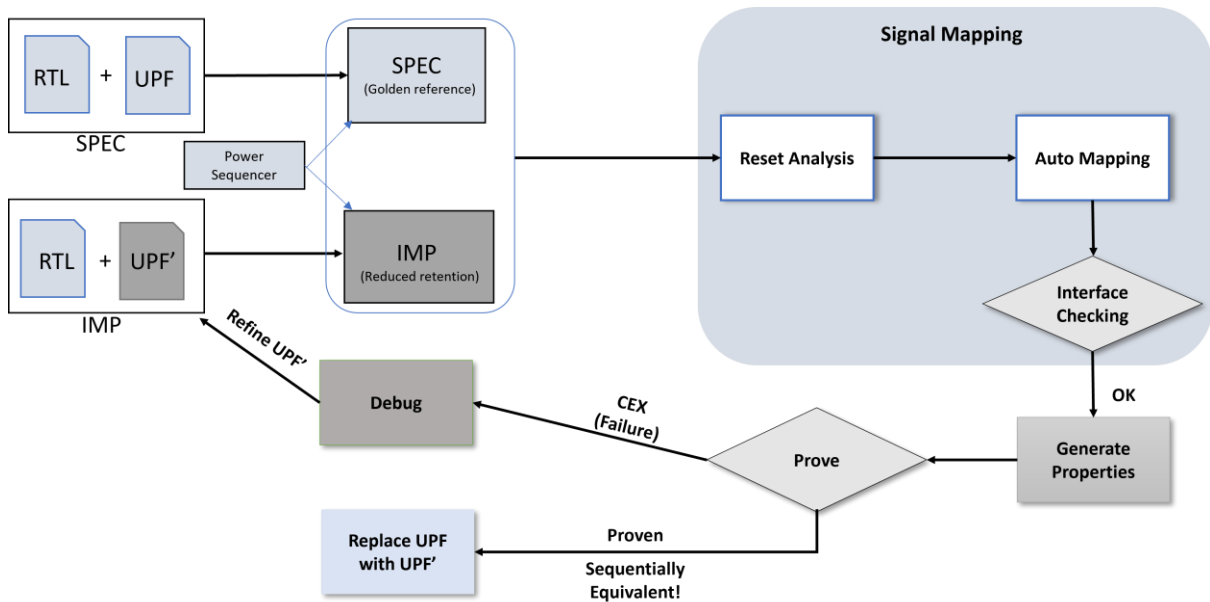 RTL
+
UPF
SPEC
SPEC
(Golden reference)
Power
Sequencer
RTL
+
UPF’
IMP
IMP
(Reduced retention)
Signal Mapping
Reset Analysis
Auto Mapping
Interface
Checking
OK
Generate
Properties
Prove
CEX
(Failure)
Debug
Refine UPF’
Proven
Sequentially
Equivalent!
Replace UPF
with UPF’